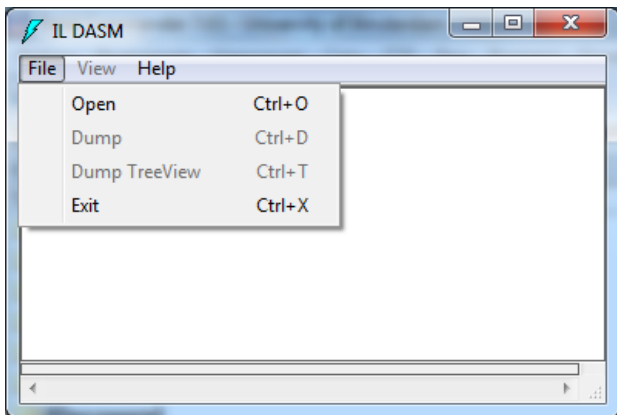 IL DASM
File View Help
Open Ctrl+O
Dump Ctrl+D
Dump TreeView Ctrl+T
Exit Ctrl+X